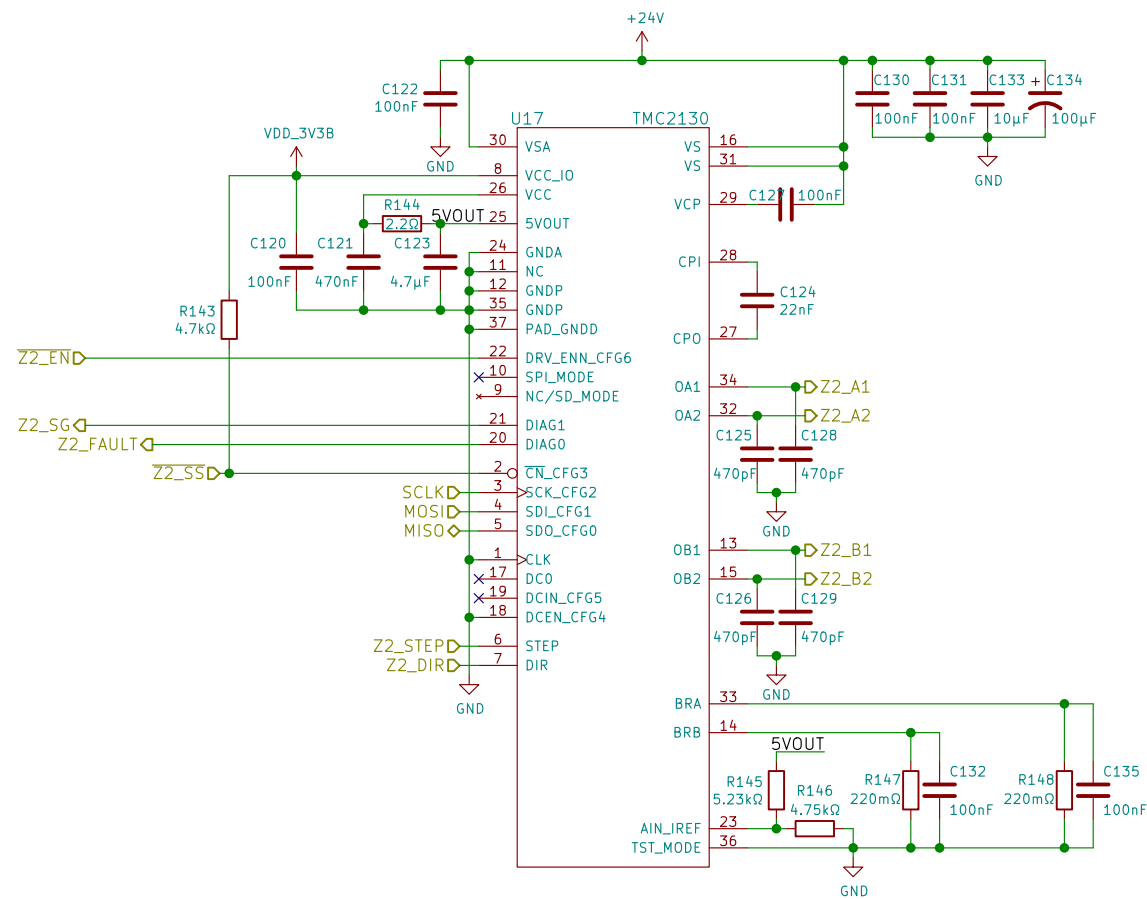 +24V
C122
100nF
C130
100nF
C131
100nF
C133
10µF
+ C134
100µF
GND
GND
VDD_3V3B
U17
TMC2130
30 VSA
8 VCC_IO
26 VCC
25 5VOUT
24 GNDA
11 NC
12 GNDP
35 GNDP
37 PAD_GNDD
22 DRV_ENN_CFG6
10 SPI_MODE
9 NC/SD_MODE
21 DIAG1
20 DIAG0
2 CN_CFG3
3 SCK_CFG2
4 SDI_CFG1
5 SDO_CFG0
1 CLK
17 DCO
19 DCIN_CFG5
18 DCEN_CFG4
6 STEP
7 DIR
VS 16
VS 31
VCP 29
CPI 28
CPO 27
OA1 34
OA2 32
OB1 13
OB2 15
BRA 33
BRB 14
AIN_IREF 23
TST_MODE 36
R144
2.2Ω
5VOUT
C120
100nF
C121
470nF
C123
4.7µF
R143
4.7kΩ
Z2_EN
Z2_SG
Z2_FAULT
Z2_SS
SCLK
MOSI
MISO
Z2_STEP
Z2_DIR
GND
C127
100nF
C124
22nF
Z2_A1
Z2_A2
C125
470pF
C128
470pF
GND
Z2_B1
Z2_B2
C126
470pF
C129
470pF
GND
5VOUT
R145
5.23kΩ
R146
4.75kΩ
R147
220mΩ
C132
100nF
R148
220mΩ
C135
100nF
GND